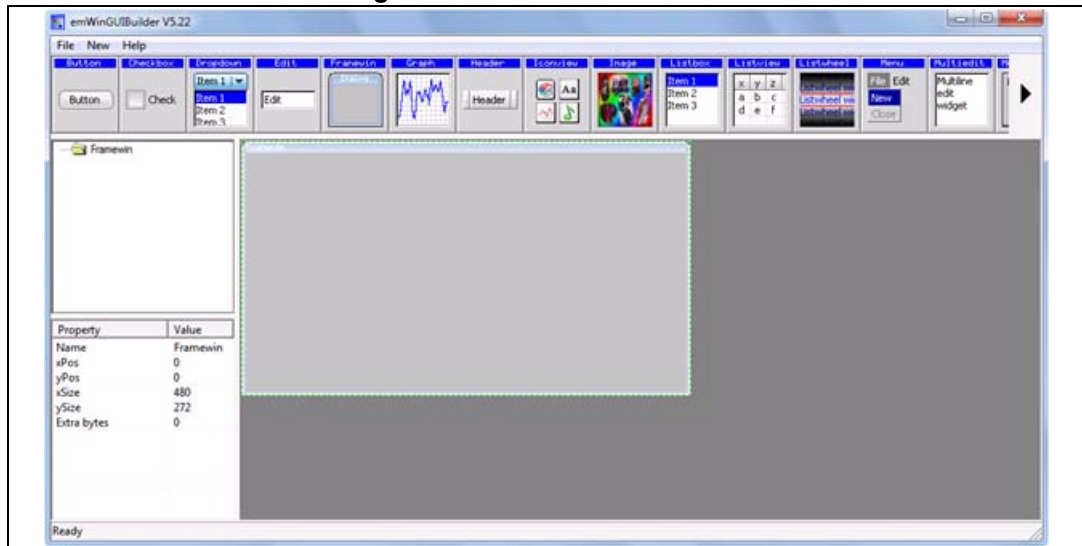 emWinGUIBuilder V5.22
File New Help
Button Checkbox Dropdown Edit Framewin Graph Header Iconview Image Listbox Listview Listwheel Menu Multiedit
Button
Check
Item 1
Item 1
Item 2
Item 3
Edit
Header
Aa
Item 1
Item 2
Item 3
x y z
a b c
d e f
File Edit
New
Close
Multiline
edit
widget
Framewin
Property Value
Name Framewin
xPos 0
yPos 0
xSize 480
ySize 272
Extra bytes 0
Ready